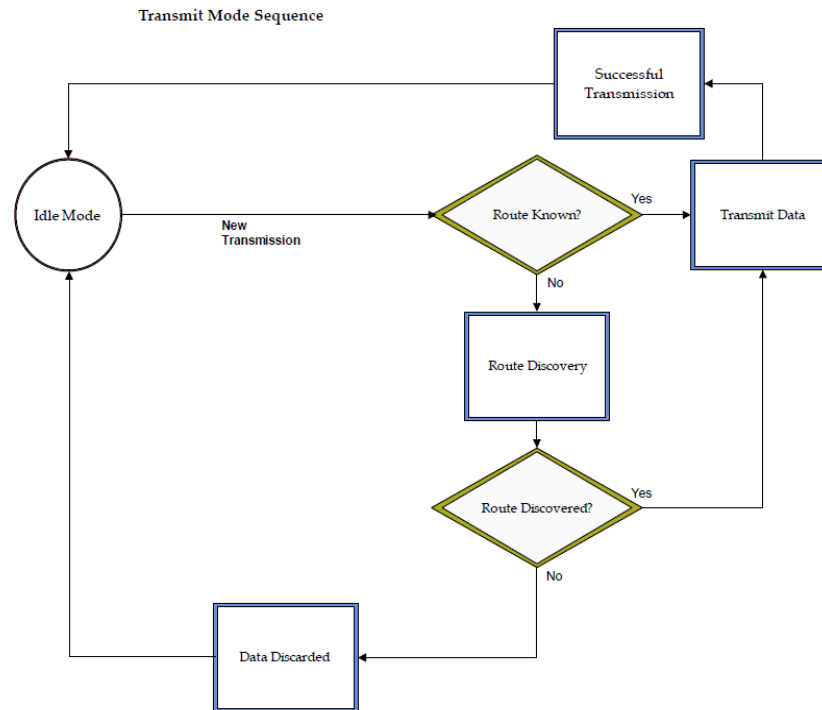 Transmit Mode Sequence
Successful
Transmission
Idle Mode
New
Transmission
Route Known?
Yes
Transmit Data
No
Route Discovery
Route Discovered?
Yes
No
Data Discarded